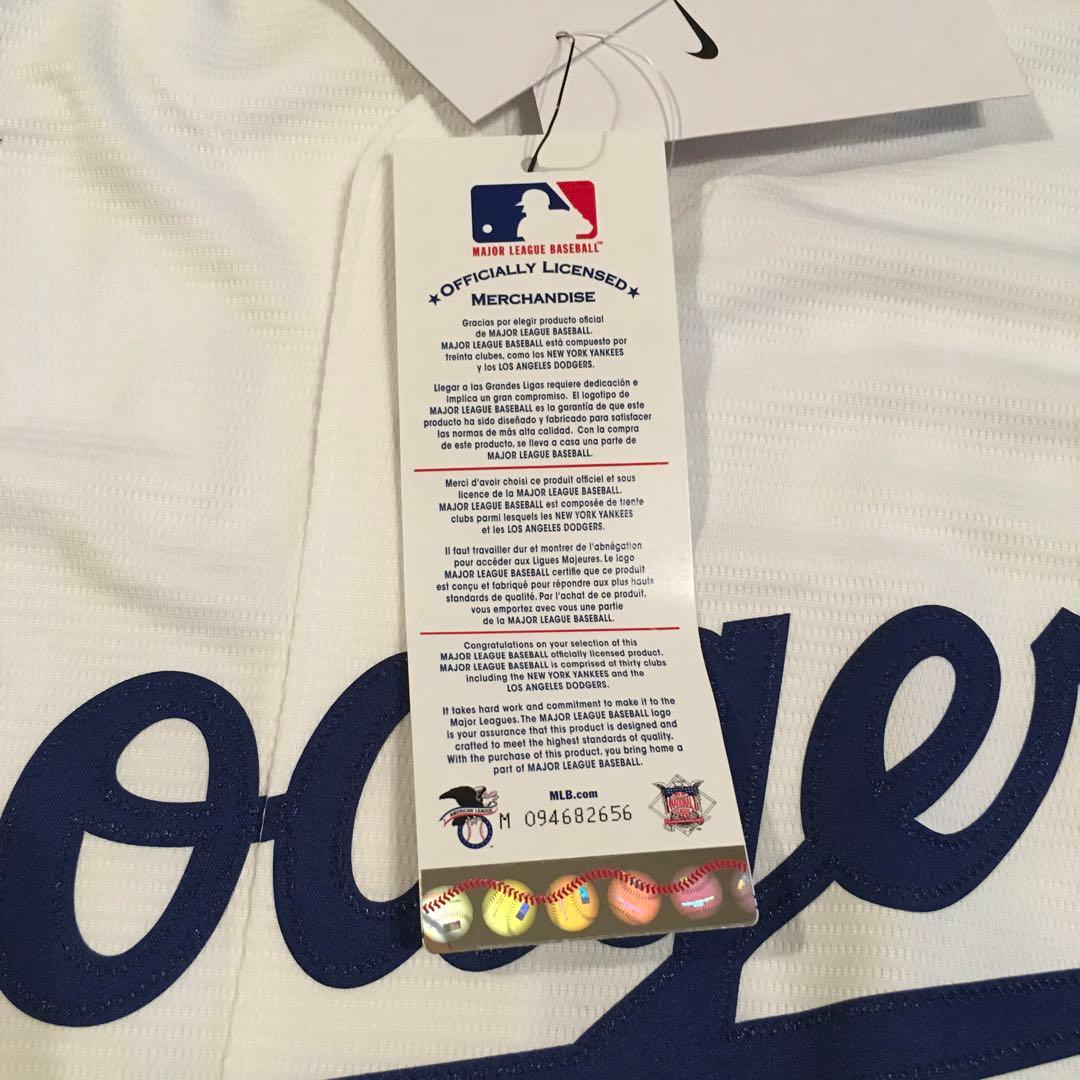 MAJOR LEAGUE BASEBALL™
★OFFICIALLY LICENSED★
MERCHANDISE
Gracias por elegir producto oficial
de MAJOR LEAGUE BASEBALL.
MAJOR LEAGUE BASEBALL está compuesto por
treinta clubes, como los NEW YORK YANKEES
y los LOS ANGELES DODGERS.
Llegar a las Grandes Ligas requiere dedicación e
implica un gran compromiso. El logotipo de
MAJOR LEAGUE BASEBALL es la garantía de que este
producto ha sido diseñado y fabricado para satisfacer
las normas de más alta calidad. Con la compra
de este producto, se lleva a casa una parte de
MAJOR LEAGUE BASEBALL.
Merci d'avoir choisi ce produit officiel et sous
licence de la MAJOR LEAGUE BASEBALL.
MAJOR LEAGUE BASEBALL est composée de trente
clubs parmi lesquels les NEW YORK YANKEES
et les LOS ANGELES DODGERS.
Il faut travailler dur et montrer de l'abnégation
pour accéder aux Ligues Majeures. Le logo
MAJOR LEAGUE BASEBALL certifie que ce produit
est conçu et fabriqué pour répondre aux plus hauts
standards de qualité. Par l'achat de ce produit,
vous emportez avec vous une partie
de la MAJOR LEAGUE BASEBALL.
Congratulations on your selection of this
MAJOR LEAGUE BASEBALL officially licensed product.
MAJOR LEAGUE BASEBALL is comprised of thirty clubs
including the NEW YORK YANKEES and the
LOS ANGELES DODGERS.
It takes hard work and commitment to make it to the
Major Leagues. The MAJOR LEAGUE BASEBALL logo
is your assurance that this product is designed and
crafted to meet the highest standards of quality.
With the purchase of this product, you bring home a
part of MAJOR LEAGUE BASEBALL.
MLB.com
AMERICAN LEAGUE
M 094682656
NATIONAL LEAGUE
odger